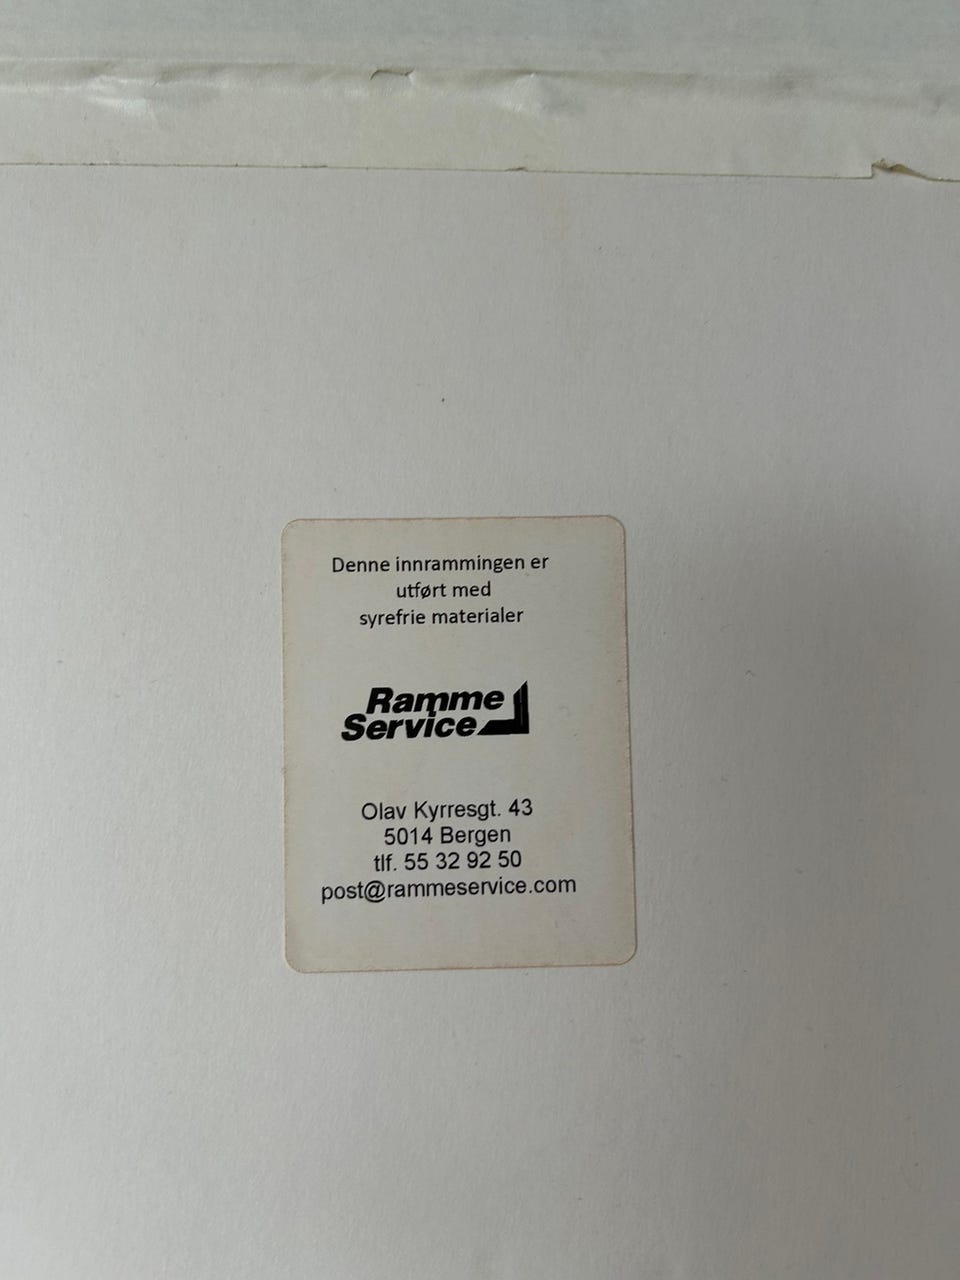 Denne innrammingen er
utført med
syrefrie materialer
Ramme
Service
Olav Kyrresgt. 43
5014 Bergen
tlf. 55 32 92 50
post@rammeservice.com